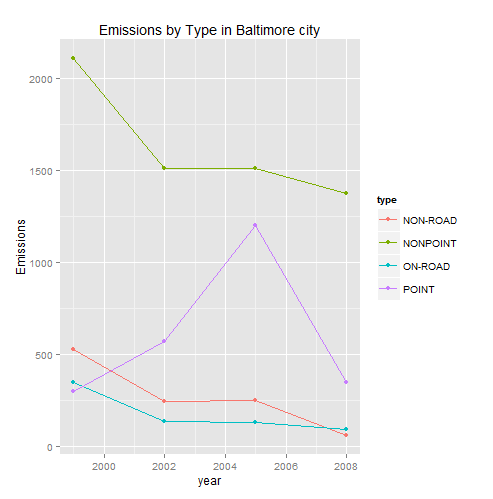 Emissions by Type in Baltimore city
Emissions
2000
1500
1000
500
0
2000
2002
2004
2006
2008
year
type
NON-ROAD
NONPOINT
ON-ROAD
POINT